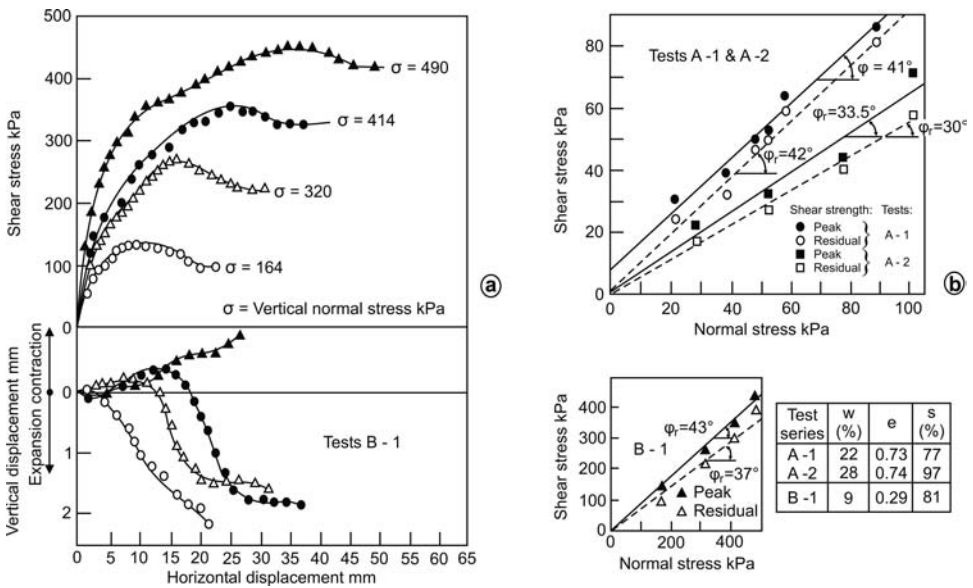 500
400
300
200
100
0
Shear stress kPa
σ = 490
σ = 414
σ = 320
σ = 164
σ = Vertical normal stress kPa
a
0
1
2
Vertical displacement mm
Expansion contraction
Tests B - 1
0 5 10 15 20 25 30 35 40 45 50 55 60 65
Horizontal displacement mm
80
60
40
20
0
Shear stress kPa
Tests A -1 & A -2
φ = 41°
φr=33.5°
φr=30°
φr=42°
Shear strength: Tests:
Peak
Residual
A - 1
Peak
Residual
A - 2
0 20 40 60 80 100
Normal stress kPa
b
400
300
200
100
0
Shear stress kPa
B - 1
φr=43°
φr=37°
Peak
Residual
0 200 400
Normal stress kPa
Test series w (%) e s (%)
A -1 22 0.73 77
A -2 28 0.74 97
B -1 9 0.29 81